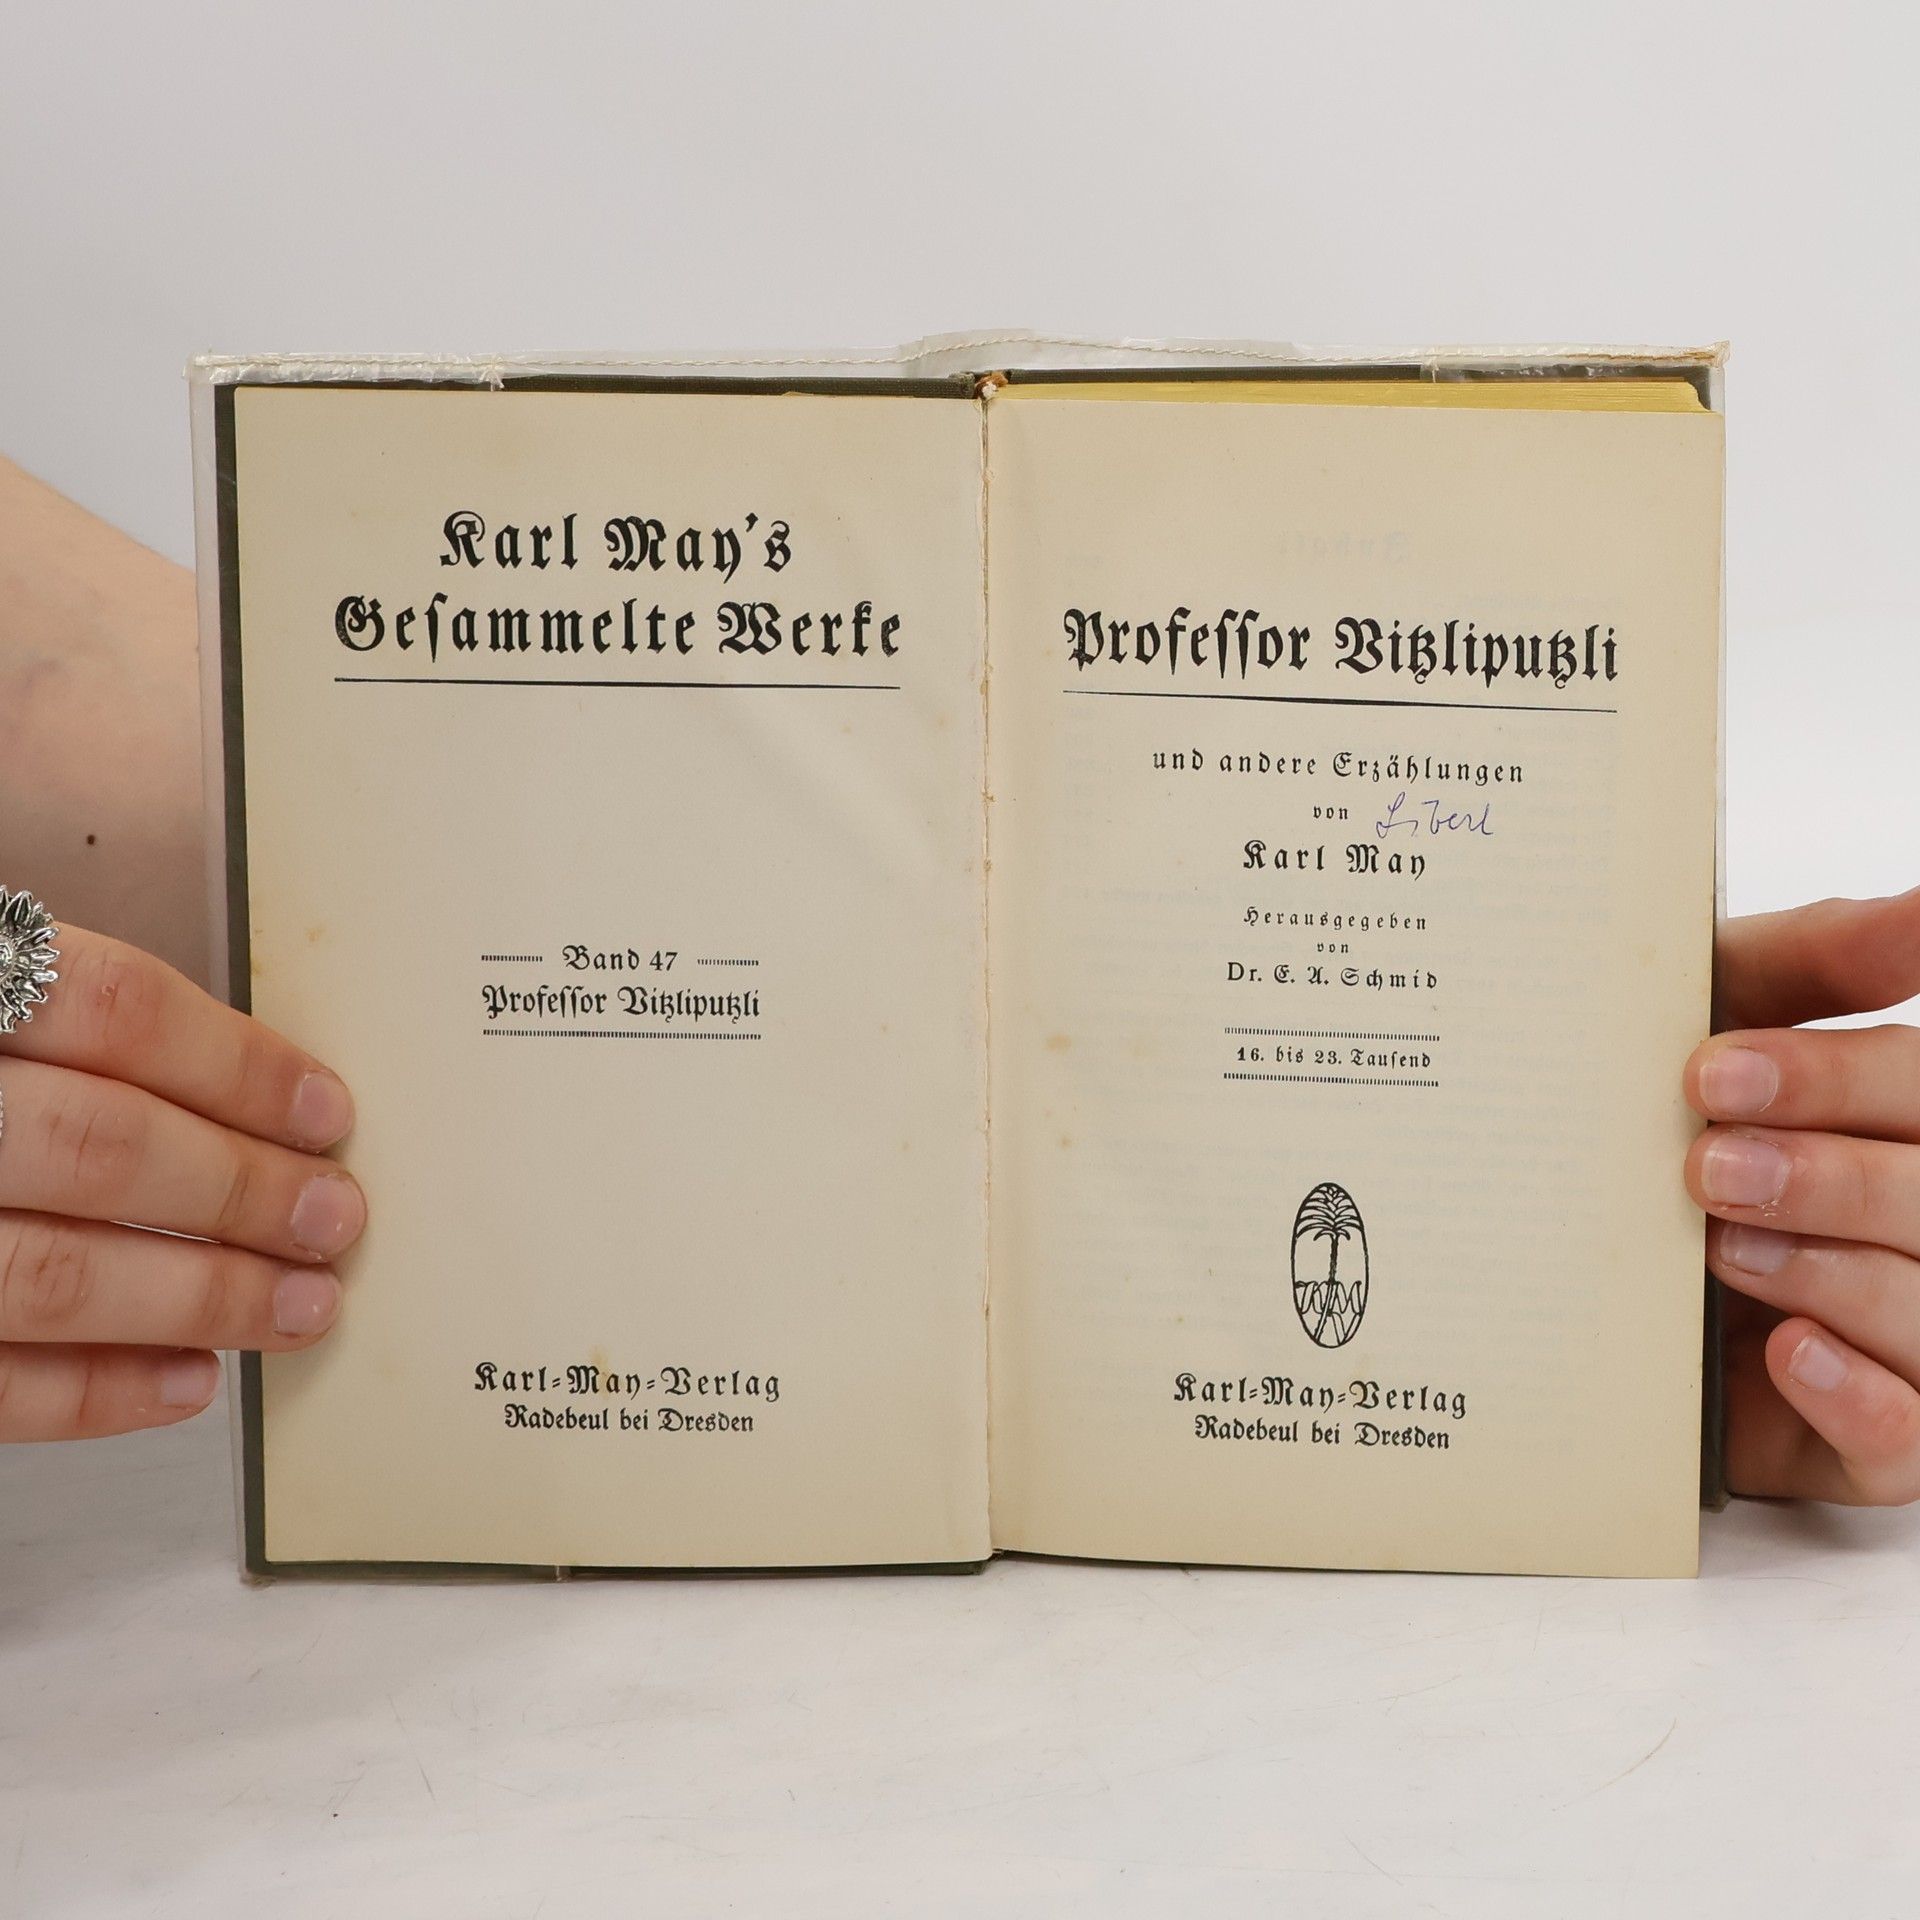 Karl May's
Geſammelte Werke
Band 47
Profeſſor Vitzliputzli
Karl-May-Verlag
Radebeul bei Dresden
Profeſſor Vitzliputzli
und andere Erzählungen
von
Karl May
Herausgegeben
von
Dr. E. A. Schmid
16. bis 23. Tauſend
KM
Karl-May-Verlag
Radebeul bei Dresden